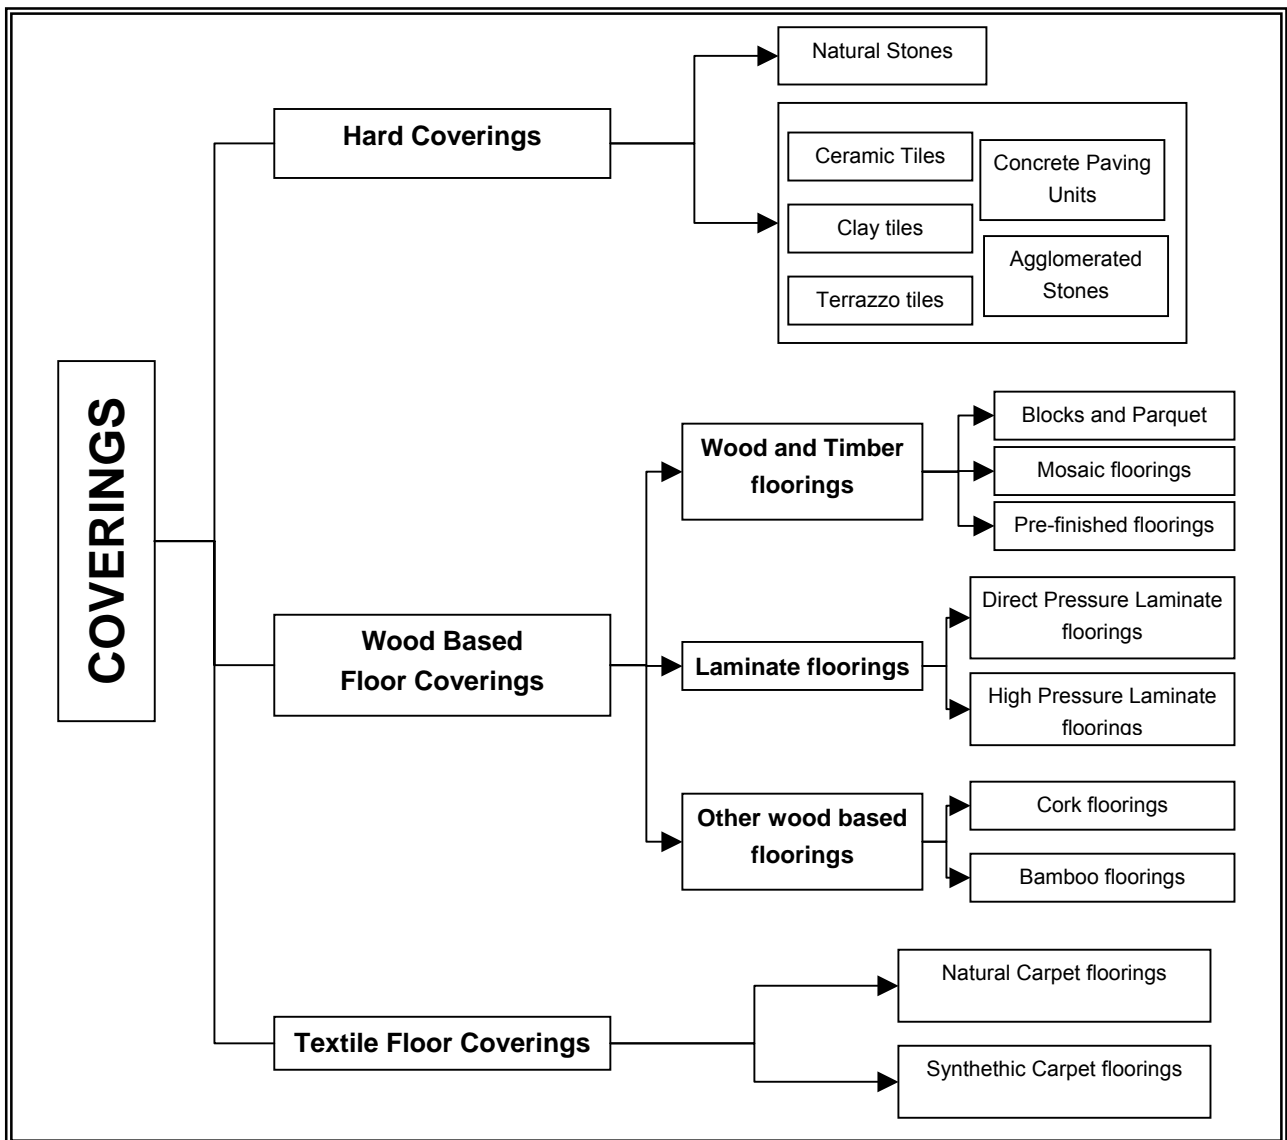 COVERINGS
Hard Coverings
Natural Stones
Ceramic Tiles
Clay tiles
Terrazzo tiles
Concrete Paving
Units
Agglomerated
Stones
Wood Based
Floor Coverings
Wood and Timber
floorings
Blocks and Parquet
Mosaic floorings
Pre-finished floorings
Laminate floorings
Direct Pressure Laminate
floorings
High Pressure Laminate
floorings
Other wood based
floorings
Cork floorings
Bamboo floorings
Textile Floor Coverings
Natural Carpet floorings
Synthethic Carpet floorings